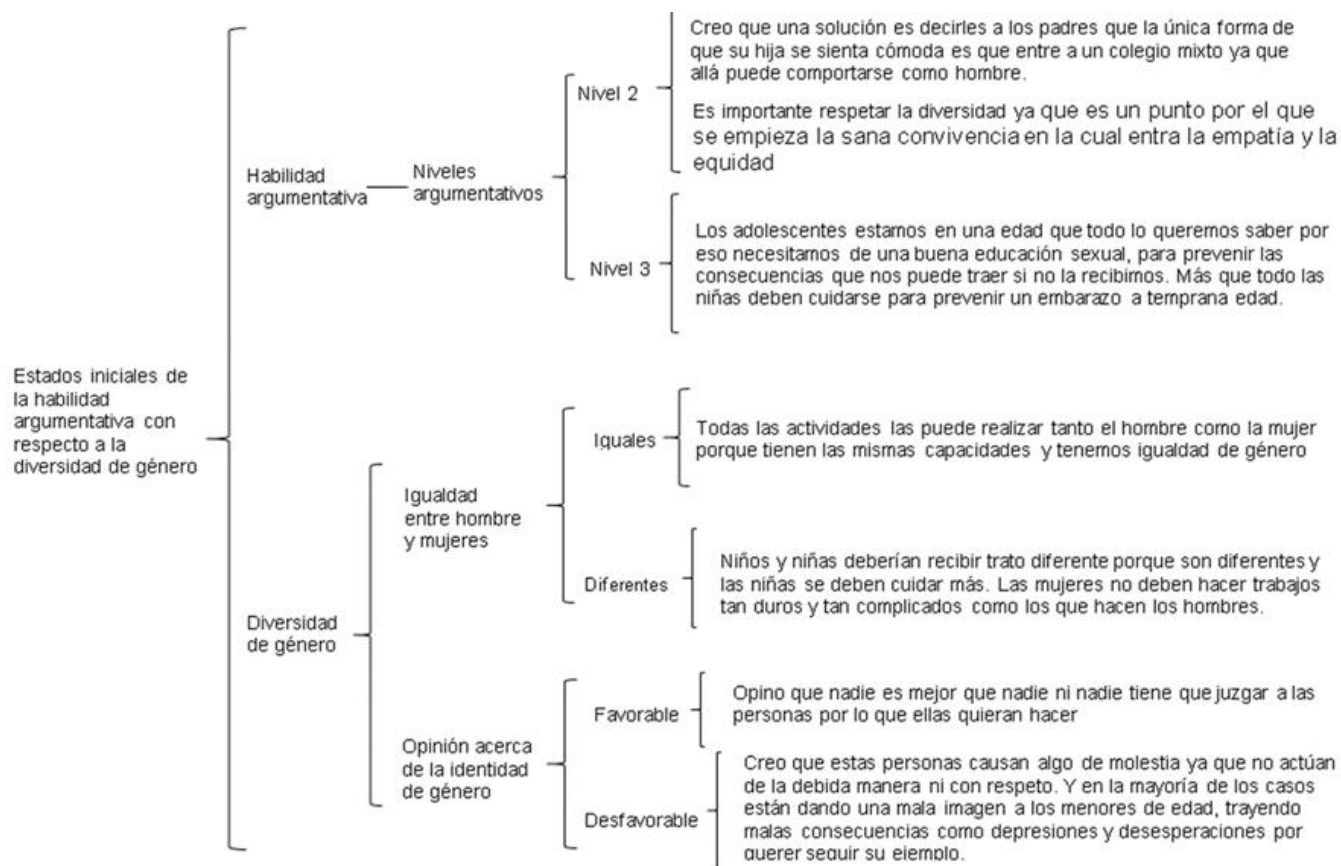 Creo que una solución es decirles a los padres que la única forma de
que su hija se sienta cómoda es que entre a un colegio mixto ya que
allá puede comportarse como hombre.
Nivel 2
Es importante respetar la diversidad ya que es un punto por el que
se empieza la sana convivencia en la cual entra la empatía y la
equidad
Habilidad
argumentativa
Niveles
argumentativos
Los adolescentes estamos en una edad que todo lo queremos saber por
eso necesitamos de una buena educación sexual, para prevenir las
consecuencias que nos puede traer si no la recibimos. Más que todo las
niñas deben cuidarse para prevenir un embarazo a temprana edad.
Nivel 3
Estados iniciales de
la habilidad
argumentativa con
respecto a la
diversidad de género
Iguales
Todas las actividades las puede realizar tanto el hombre como la mujer
porque tienen las mismas capacidades y tenemos igualdad de género
Igualdad
entre hombre
y mujeres
Niños y niñas deberían recibir trato diferente porque son diferentes y
las niñas se deben cuidar más. Las mujeres no deben hacer trabajos
tan duros y tan complicados como los que hacen los hombres.
Diferentes
Diversidad
de género
Opino que nadie es mejor que nadie ni nadie tiene que juzgar a las
personas por lo que ellas quieran hacer
Favorable
Opinión acerca
de la identidad
de género
Creo que estas personas causan algo de molestia ya que no actúan
de la debida manera ni con respeto. Y en la mayoría de los casos
están dando una mala imagen a los menores de edad, trayendo
malas consecuencias como depresiones y desesperaciones por
querer seguir su ejemplo.
Desfavorable